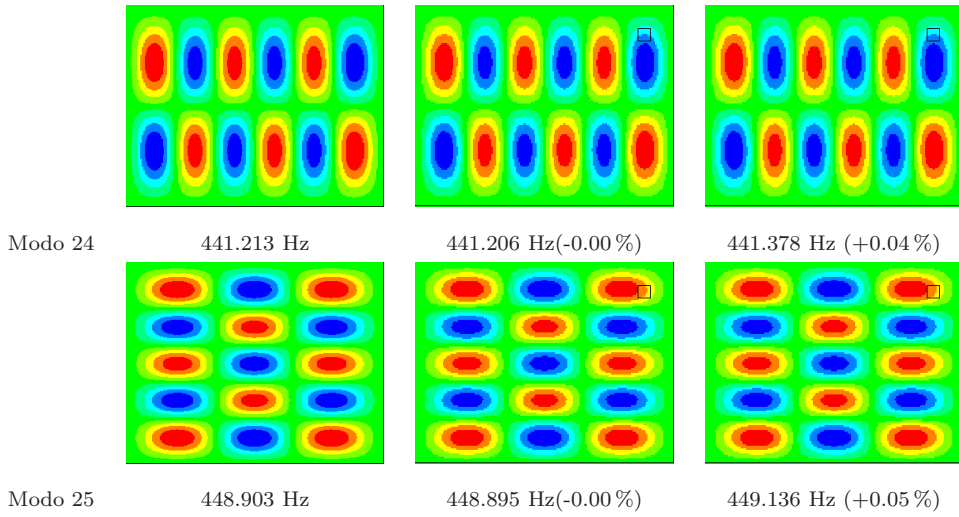 Modo 24 441.213 Hz 441.206 Hz(-0.00 %) 441.378 Hz (+0.04 %)
Modo 25 448.903 Hz 448.895 Hz(-0.00 %) 449.136 Hz (+0.05 %)